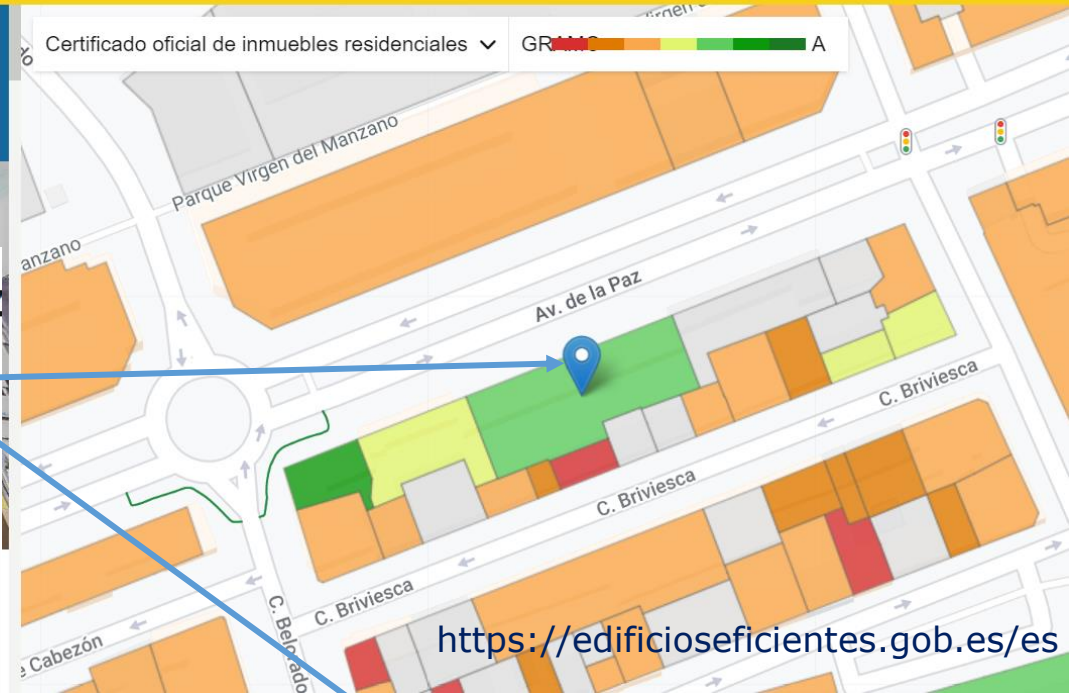 Certificado oficial de inmuebles residenciales
GRAMO
A
Parque Virgen del Manzano
anzano
Av. de la Paz
C. Briviesca
C. Briviesca
C. Briviesca
C. Belorado
Cabezón
https://edificioseficientes.gob.es/es